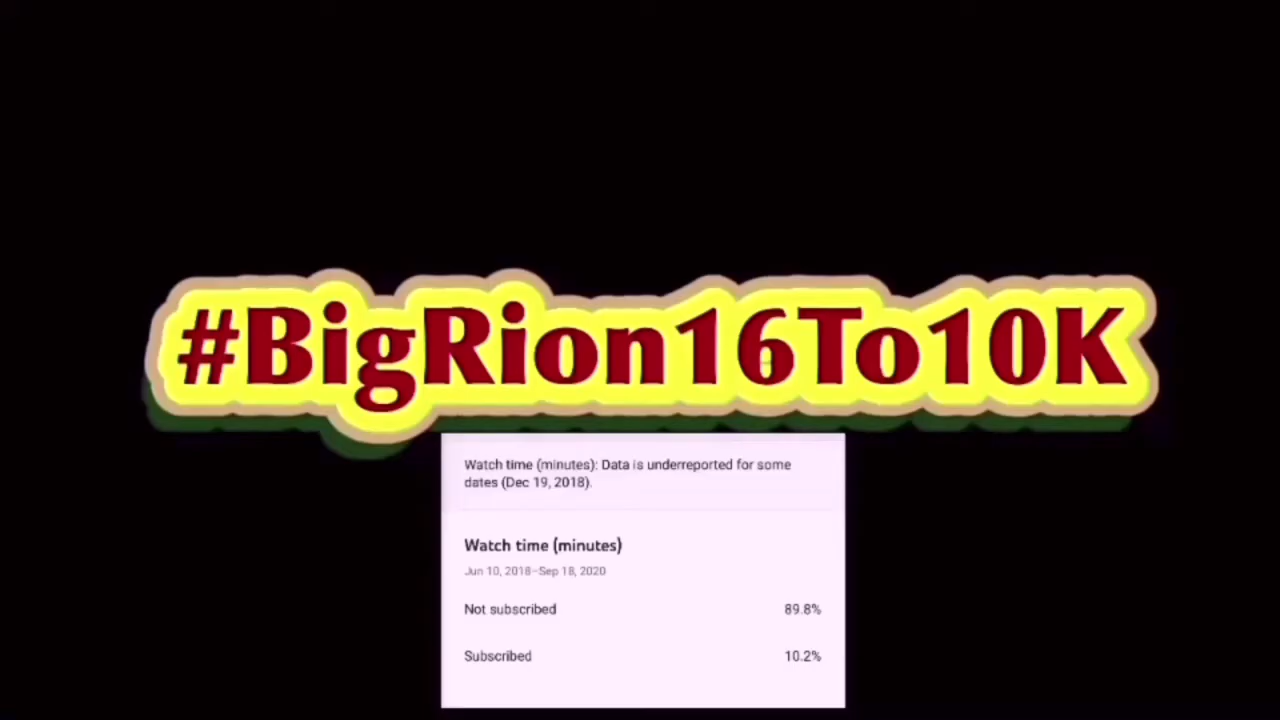 #BigRion16To10K
Watch time (minutes): Data is underreported for some
dates (Dec 19, 2018).
Watch time (minutes)
Jun 10, 2018–Sep 18, 2020
Not subscribed 89.8%
Subscribed 10.2%